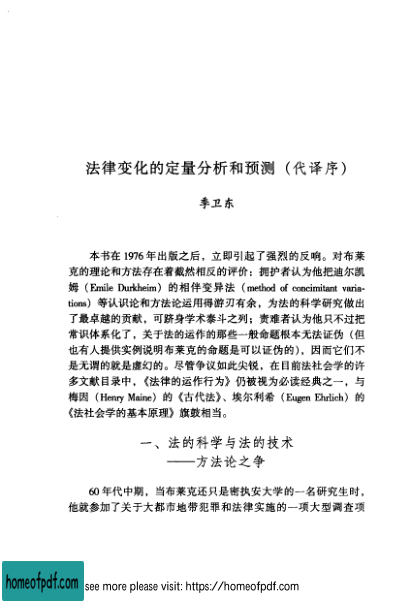 法律变化的定量分析和预测（代译序）
季卫东
本书在 1976 年出版之后，立即引起了强烈的反响。对布莱
克的理论和方法存在着截然相反的评价：拥护者认为他把迪尔凯
姆（Emile Durkheim）的相伴变异法（method of concimitant varia-
tions）等认识论和方法论运用得游刃有余，为法的科学研究做出
了最卓越的贡献，可跻身学术泰斗之列；责难者认为他只不过把
常识体系化了，关于法的运作的那些一般命题根本无法证伪（但
也有人提供实例说明布莱克的命题是可以证伪的），因而它们不
是无谓的就是虚幻的。尽管争议如此尖锐，在目前法社会学的许
多文献目录中，《法律的运作行为》仍被视为必读经典之一，与
梅因（Henry Maine）的《古代法》、埃尔利希（Eugen Ehrlich）的
《法社会学的基本原理》旗鼓相当。
一、法的科学与法的技术
——方法论之争
60 年代中期，当布莱克还只是密执安大学的一名研究生时，
他就参加了关于大都市地带犯罪和法律实施的一项大型调查项
homeofpdf.com
see more please visit: https://homeofpdf.com